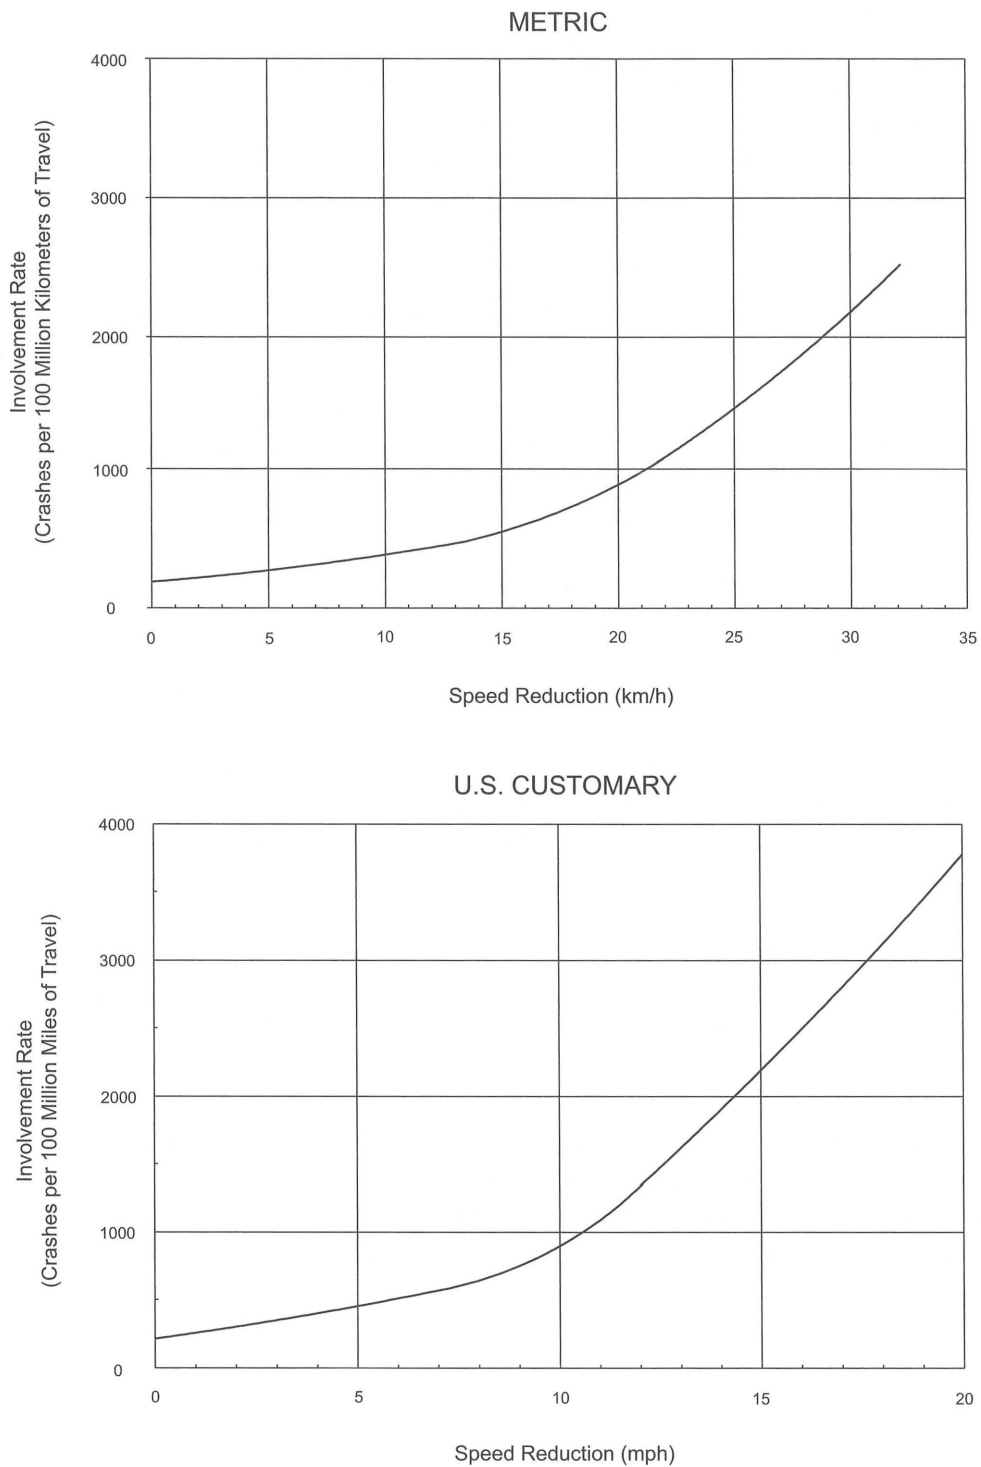 METRIC
4000
3000
2000
1000
0
Involvement Rate
(Crashes per 100 Million Kilometers of Travel)
0 5 10 15 20 25 30 35
Speed Reduction (km/h)
U.S. CUSTOMARY
4000
3000
2000
1000
0
Involvement Rate
(Crashes per 100 Million Miles of Travel)
0 5 10 15 20
Speed Reduction (mph)